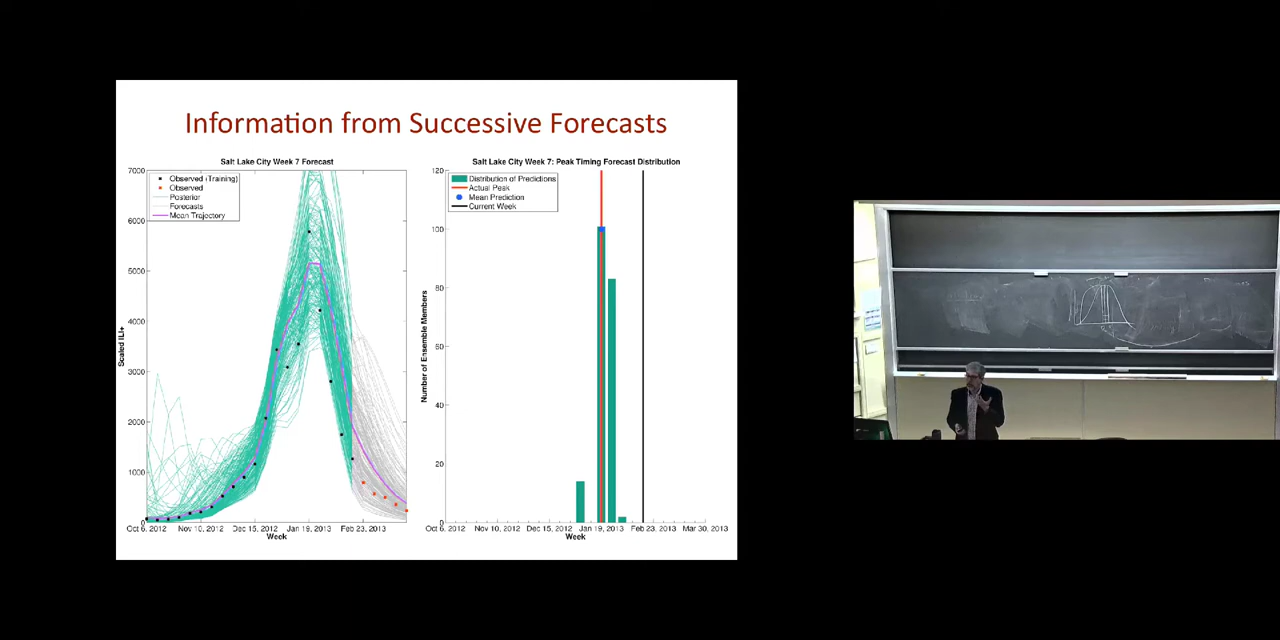 Information from Successive Forecasts
Salt Lake City Week 7 Forecast
7000
6000
5000
4000
3000
2000
1000
0
Scaled ILI+
Observed (Training)
Observed
Posterior
Forecasts
Mean Trajectory
Oct 6, 2012 Nov 10, 2012 Dec 15, 2012 Jan 19, 2013 Feb 23, 2013
Week
Salt Lake City Week 7: Peak Timing Forecast Distribution
120
100
80
60
40
20
0
Number of Ensemble Members
Distribution of Predictions
Actual Peak
Mean Prediction
Current Week
Oct 6, 2012 Nov 10, 2012 Dec 15, 2012 Jan 19, 2013 Feb 23, 2013 Mar 30, 2013
Week